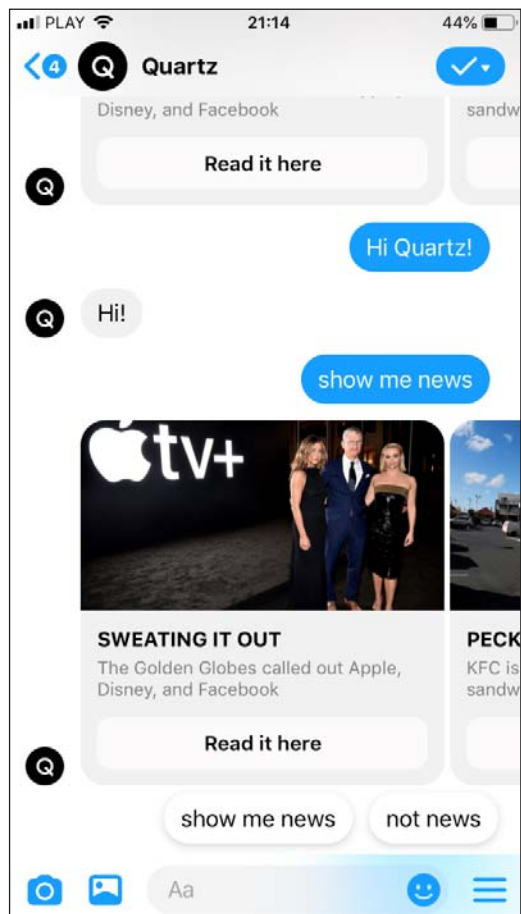 PLAY 21:14 44%
4 Q Quartz
Disney, and Facebook
sandw
Read it here
Q
Hi Quartz!
Q Hi!
show me news
tv+
SWEATING IT OUT
The Golden Globes called out Apple,
Disney, and Facebook
Read it here
PECK
KFC is
sandw
Q
show me news not news
Aa